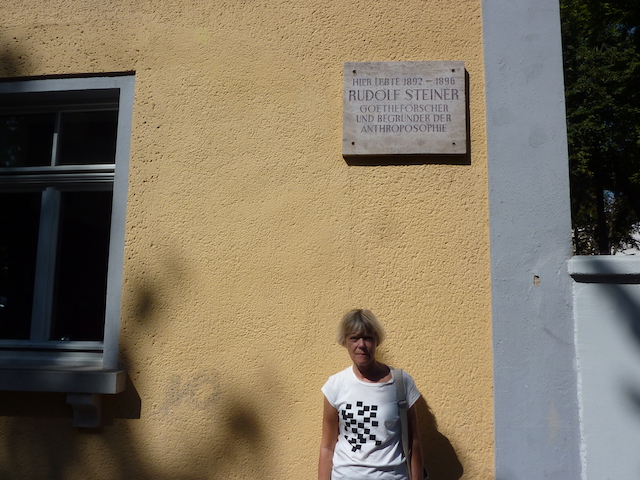 HIER LEBTE 1892 – 1896
RUDOLF STEINER
GOETHEFORSCHER
UND BEGRÜNDER DER
ANTHROPOSOPHIE